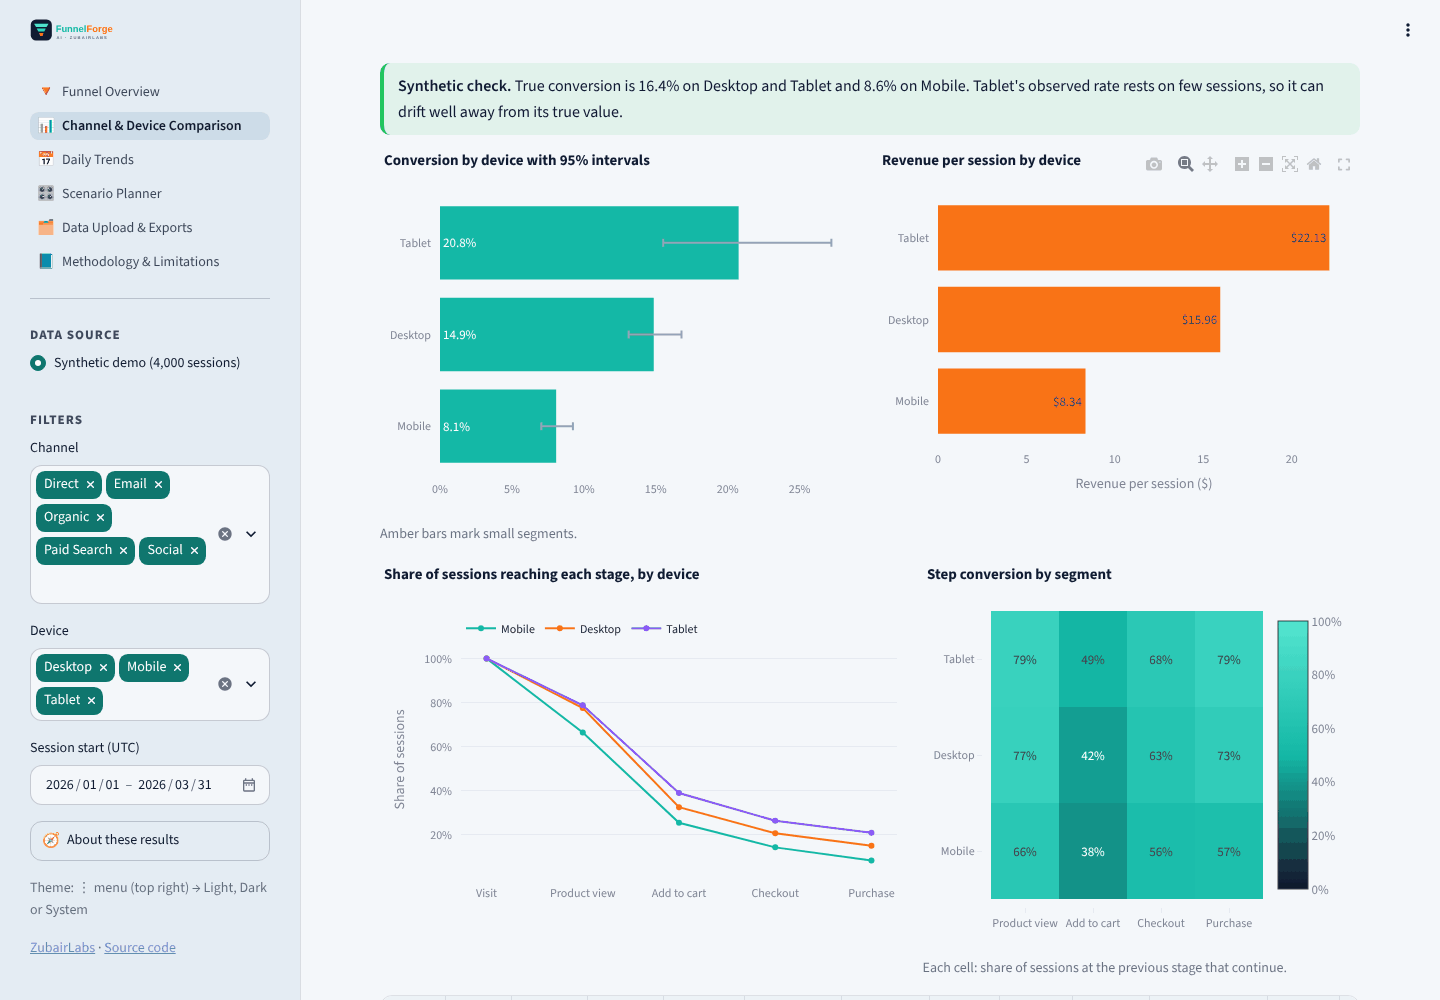 FunnelForge
AI · ZUBAIRLABS
Funnel Overview
Channel & Device Comparison
Daily Trends
Scenario Planner
Data Upload & Exports
Methodology & Limitations
DATA SOURCE
Synthetic demo (4,000 sessions)
FILTERS
Channel
Direct
Email
Organic
Paid Search
Social
Device
Desktop
Mobile
Tablet
Session start (UTC)
2026/01/01 – 2026/03/31
About these results
Theme: ⋮ menu (top right) → Light, Dark
or System
ZubairLabs · Source code
Synthetic check. True conversion is 16.4% on Desktop and Tablet and 8.6% on Mobile. Tablet's observed rate rests on few sessions, so it can
drift well away from its true value.
Conversion by device with 95% intervals
Tablet 20.8%
Desktop 14.9%
Mobile 8.1%
0% 5% 10% 15% 20% 25%
Amber bars mark small segments.
Revenue per session by device
Tablet $22.13
Desktop $15.96
Mobile $8.34
0 5 10 15 20
Revenue per session ($)
Share of sessions reaching each stage, by device
Mobile Desktop Tablet
100%
80%
60%
40%
20%
Share of sessions
Visit Product view Add to cart Checkout Purchase
Step conversion by segment
Tablet 79% 49% 68% 79%
Desktop 77% 42% 63% 73%
Mobile 66% 38% 56% 57%
Product view Add to cart Checkout Purchase
100%
80%
60%
40%
20%
0%
Each cell: share of sessions at the previous stage that continue.